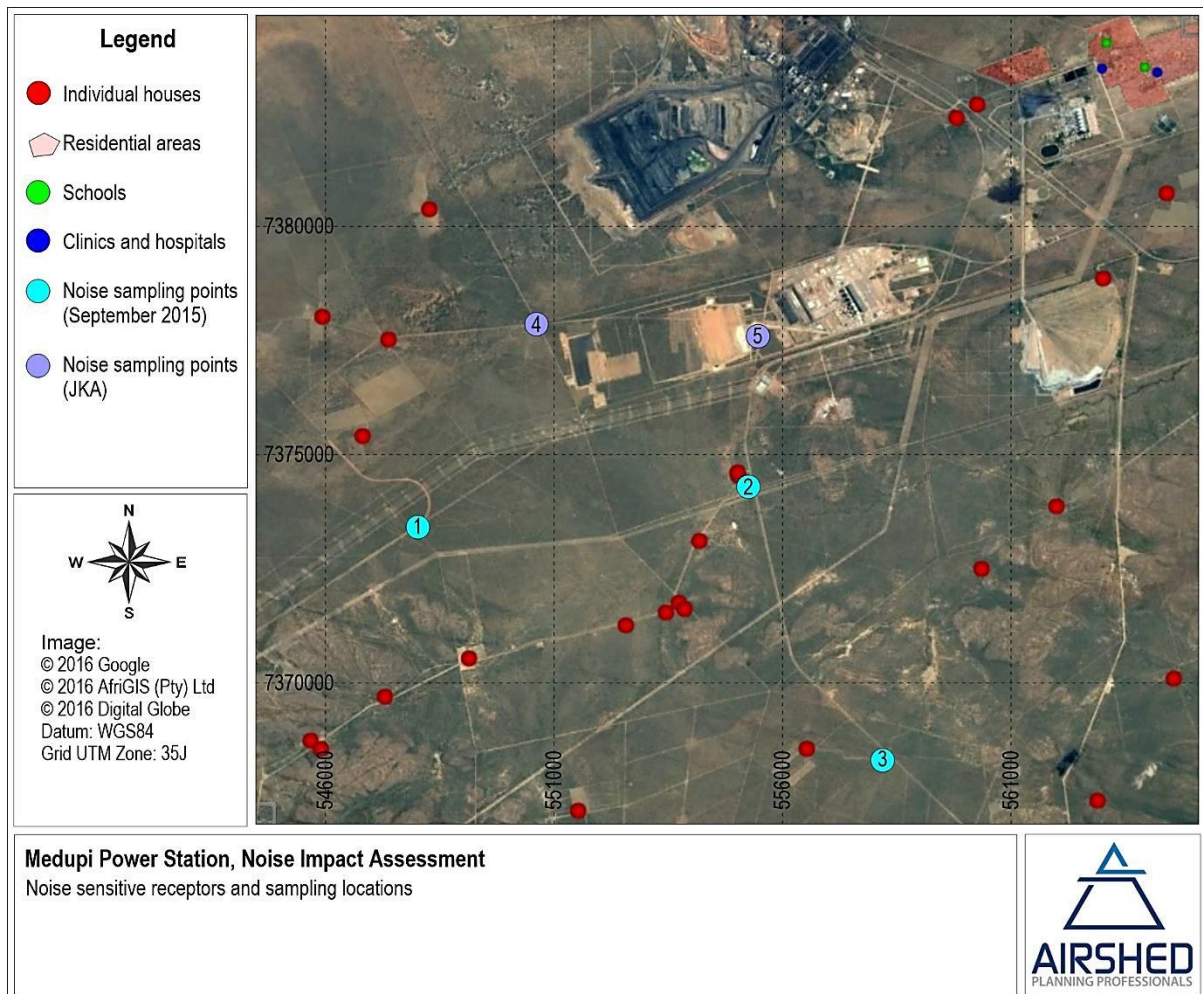 Legend
Individual houses
Residential areas
Schools
Clinics and hospitals
Noise sampling points
(September 2015)
Noise sampling points
(JKA)
N
W E
S
Image:
© 2016 Google
© 2016 AfriGIS (Pty) Ltd
© 2016 Digital Globe
Datum: WGS84
Grid UTM Zone: 35J
7380000
4
5
7375000
2
1
7370000
3
546000
551000
556000
561000
Medupi Power Station, Noise Impact Assessment
Noise sensitive receptors and sampling locations
AIRSHED
PLANNING PROFESSIONALS